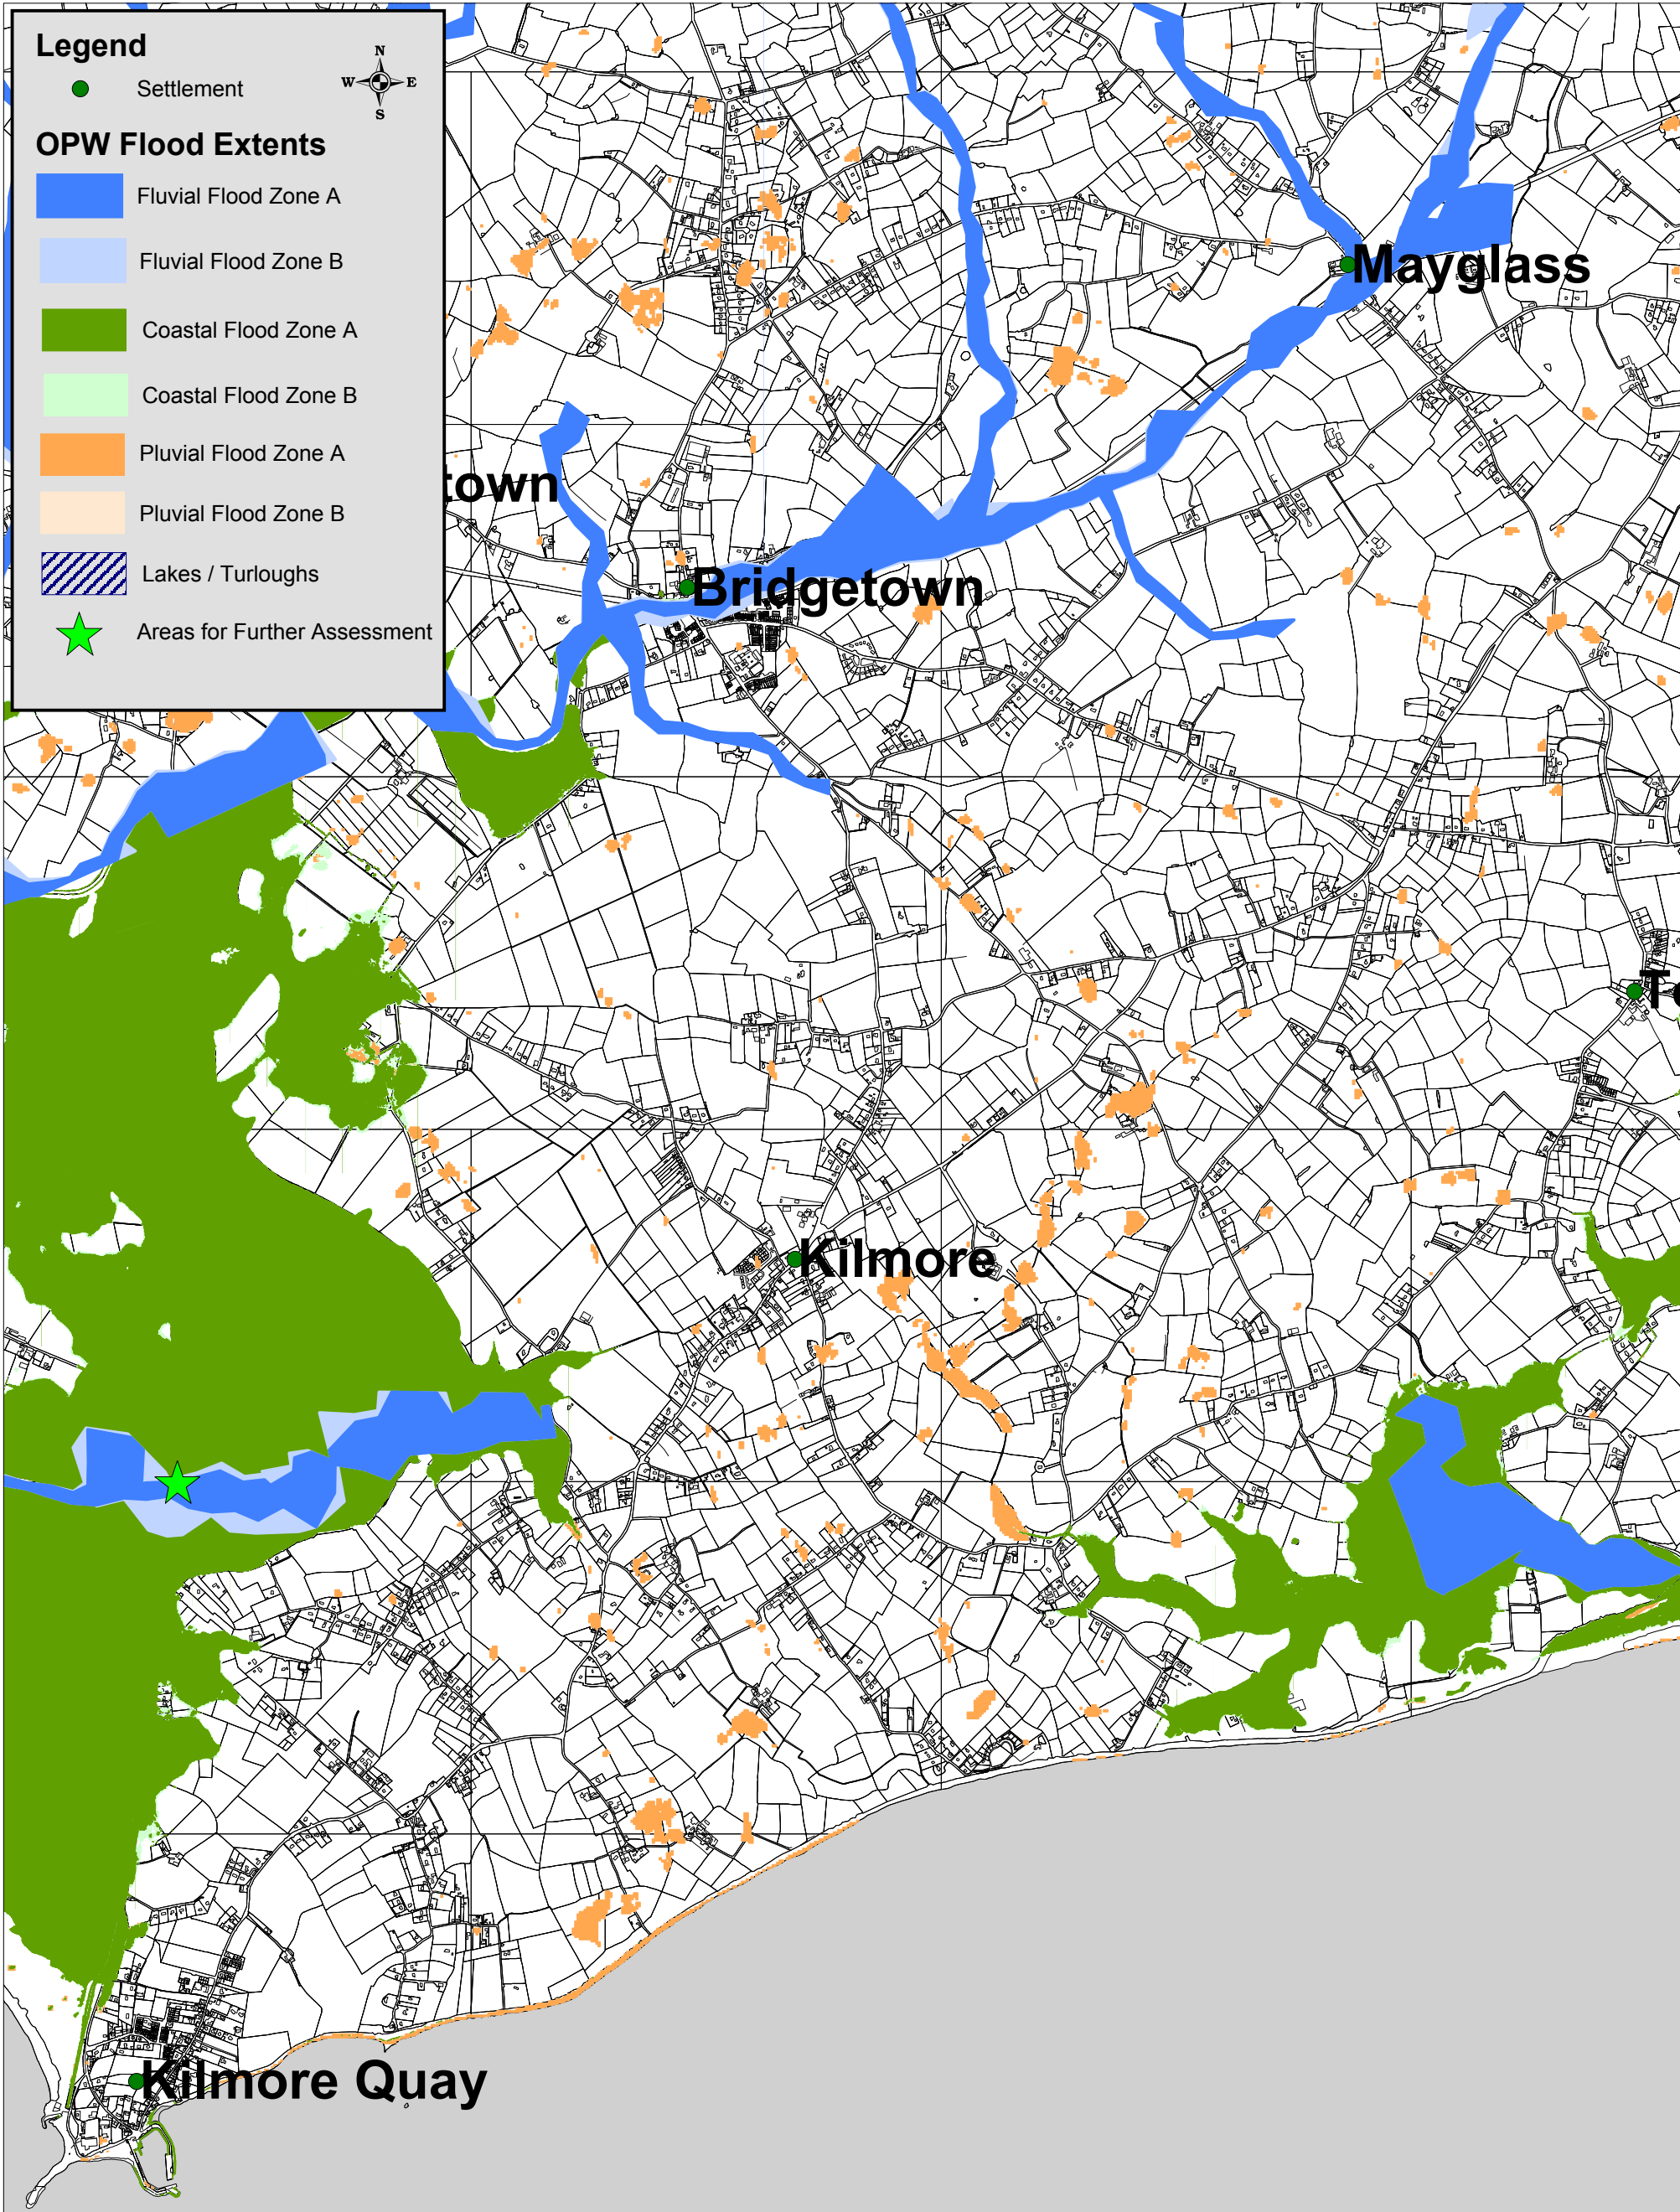 Legend
N
W E
S
Settlement
OPW Flood Extents
Fluvial Flood Zone A
Fluvial Flood Zone B
Coastal Flood Zone A
Coastal Flood Zone B
Pluvial Flood Zone A
Pluvial Flood Zone B
Lakes / Turloughs
Areas for Further Assessment
Mayglass
town
Bridgetown
To
Kilmore
Kilmore Quay